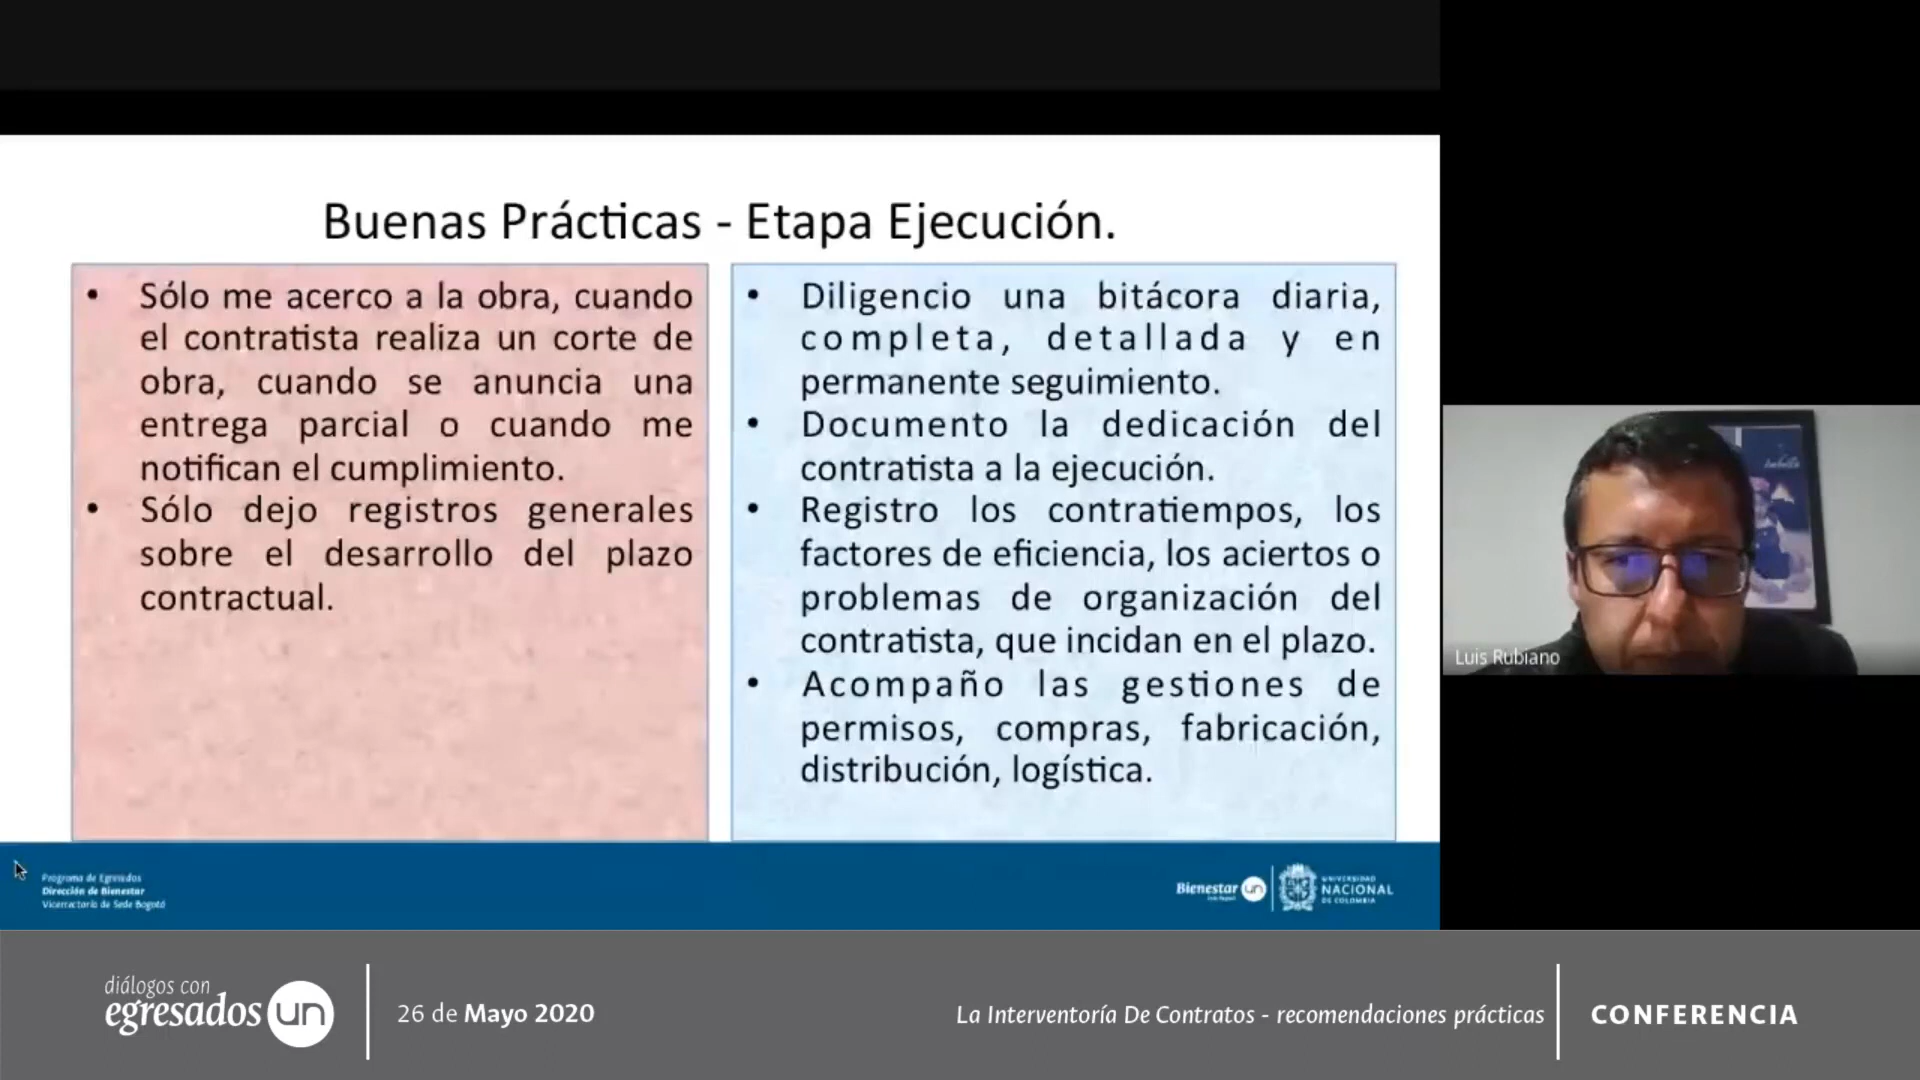 Buenas Prácticas - Etapa Ejecución.
• Sólo me acerco a la obra, cuando
el contratista realiza un corte de
obra, cuando se anuncia una
entrega parcial o cuando me
notifican el cumplimiento.
• Sólo dejo registros generales
sobre el desarrollo del plazo
contractual.
• Diligencio una bitácora diaria,
completa, detallada y en
permanente seguimiento.
• Documento la dedicación del
contratista a la ejecución.
• Registro los contratiempos, los
factores de eficiencia, los aciertos o
problemas de organización del
contratista, que incidan en el plazo.
• Acompaño las gestiones de
permisos, compras, fabricación,
distribución, logística.
Luis Rubiano
Programa de Egresados
Dirección de Bienestar
Vicerrectoría de Sede Bogotá
Bienestar un
UNIVERSIDAD
NACIONAL
DE COLOMBIA
diálogos con
egresados un
26 de Mayo 2020
La Interventoría De Contratos - recomendaciones prácticas
CONFERENCIA